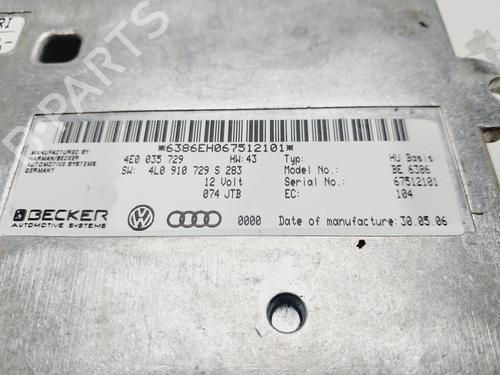 RI
B-PARTS
*6386EH067512101*
MANUFACTURED BY:
HARMAN/BECKER
AUTOMOTIVE SYSTEMS
GERMANY
4E0 035 729 HW: 43 Typ: HU Basis
SW: 4L0 910 729 S 283 Model No.: BE 6386
12 Volt Serial No.: 67512101
074 JTB EC: 104
BECKER
AUTOMOTIVE SYSTEMS
0000 Date of manufacture: 30.05.06